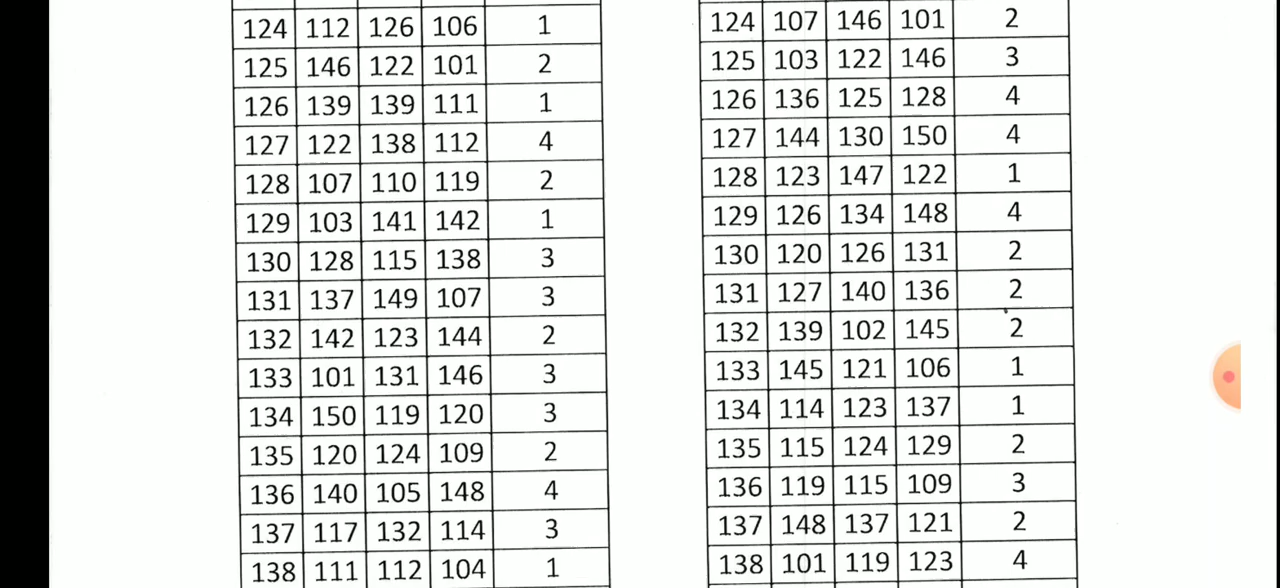 124 112 126 106 1
125 146 122 101 2
126 139 139 111 1
127 122 138 112 4
128 107 110 119 2
129 103 141 142 1
130 128 115 138 3
131 137 149 107 3
132 142 123 144 2
133 101 131 146 3
134 150 119 120 3
135 120 124 109 2
136 140 105 148 4
137 117 132 114 3
138 111 112 104 1
124 107 146 101 2
125 103 122 146 3
126 136 125 128 4
127 144 130 150 4
128 123 147 122 1
129 126 134 148 4
130 120 126 131 2
131 127 140 136 2
132 139 102 145 2
133 145 121 106 1
134 114 123 137 1
135 115 124 129 2
136 119 115 109 3
137 148 137 121 2
138 101 119 123 4